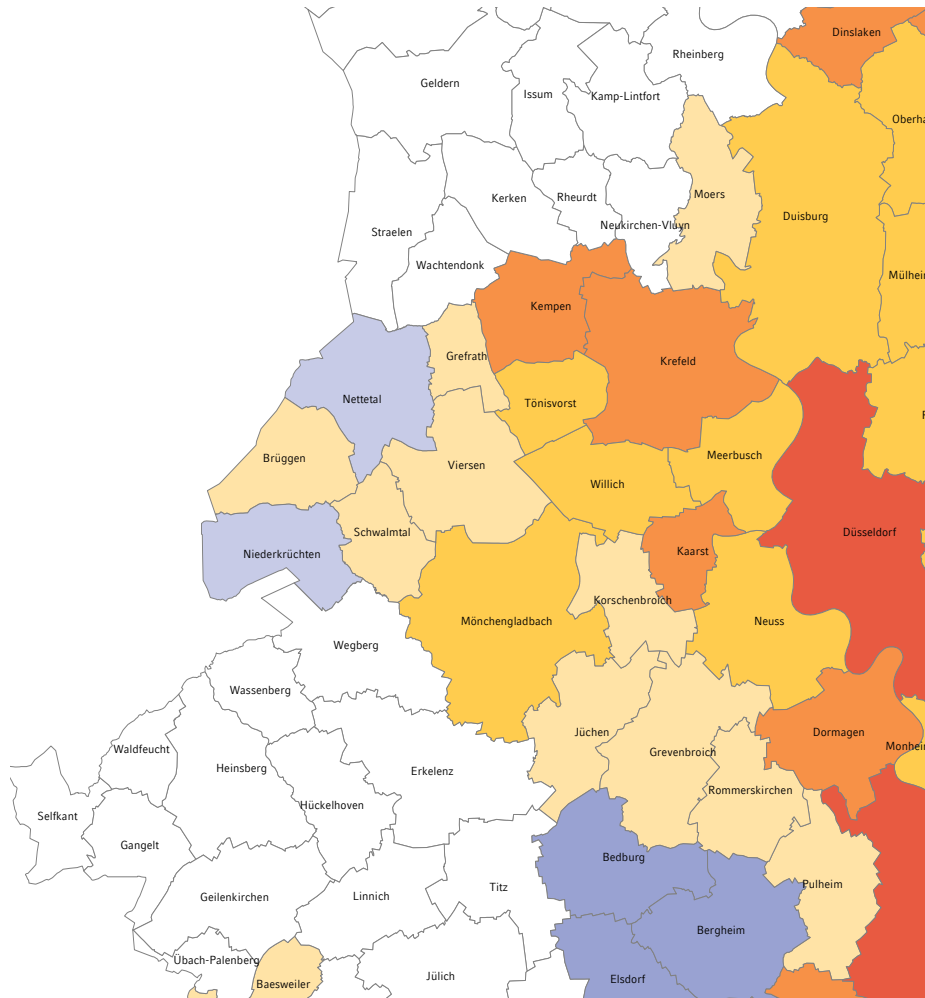 Dinslaken
Rheinberg
Geldern
Issum
Kamp-Lintfort
Oberha
Moers
Kerken
Rheurdt
Duisburg
Neukirchen-Vluyn
Straelen
Wachtendonk
Mülhei
Kempen
Grefrath
Krefeld
Nettetal
Tönisvorst
Brüggen
Viersen
Meerbusch
Willich
Schwalmtal
Düsseldorf
Niederkrüchten
Kaarst
Korschenbroich
Mönchengladbach
Neuss
Wegberg
Wassenberg
Jüchen
Dormagen
Waldfeucht
Grevenbroich
Monhei
Heinsberg
Erkelenz
Rommerskirchen
Hückelhoven
Selfkant
Gangelt
Bedburg
Pulheim
Titz
Linnich
Geilenkirchen
Bergheim
Übach-Palenberg
Jülich
Elsdorf
Baesweiler